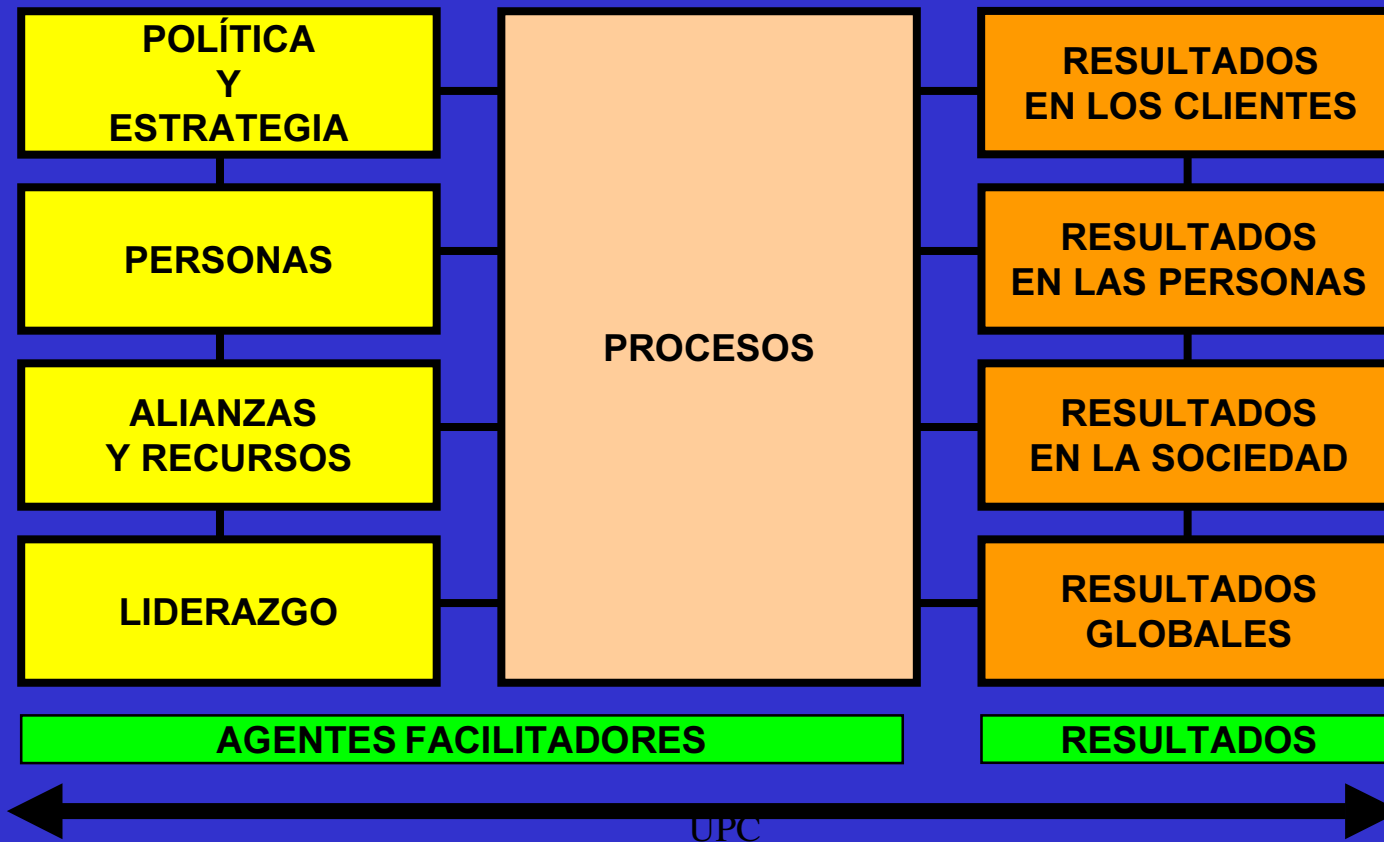 POLÍTICA
Y
ESTRATEGIA
PERSONAS
ALIANZAS
Y RECURSOS
LIDERAZGO
PROCESOS
RESULTADOS
EN LOS CLIENTES
RESULTADOS
EN LAS PERSONAS
RESULTADOS
EN LA SOCIEDAD
RESULTADOS
GLOBALES
AGENTES FACILITADORES
RESULTADOS
UPC